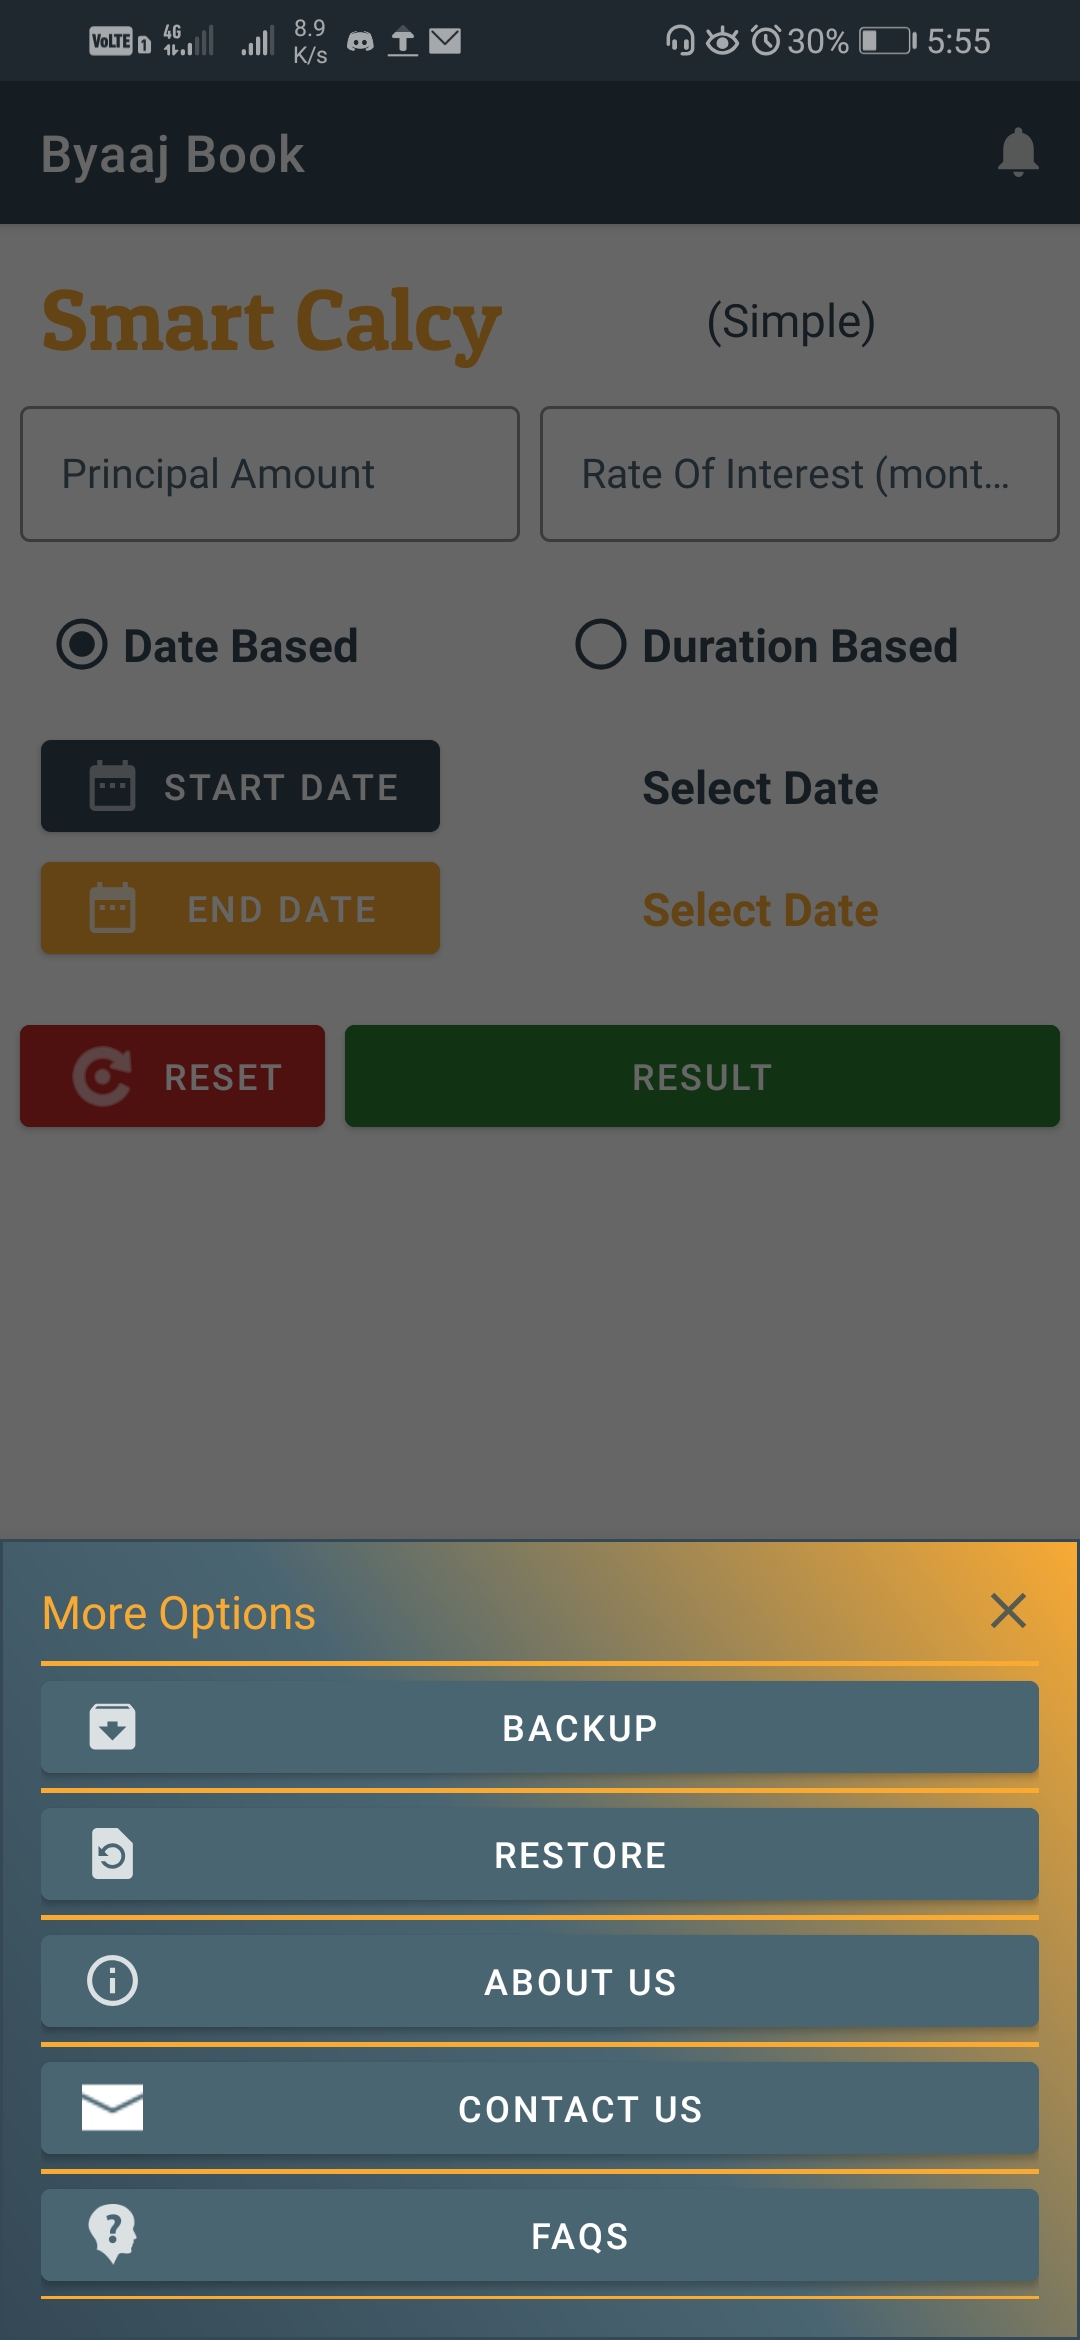 VoLTE 1 4G 8.9 K/s 30% 5:55
Byaaj Book
Smart Calcy (Simple)
Principal Amount Rate Of Interest (mont...
Date Based Duration Based
START DATE Select Date
END DATE Select Date
RESET RESULT
More Options
BACKUP
RESTORE
ABOUT US
CONTACT US
FAQS